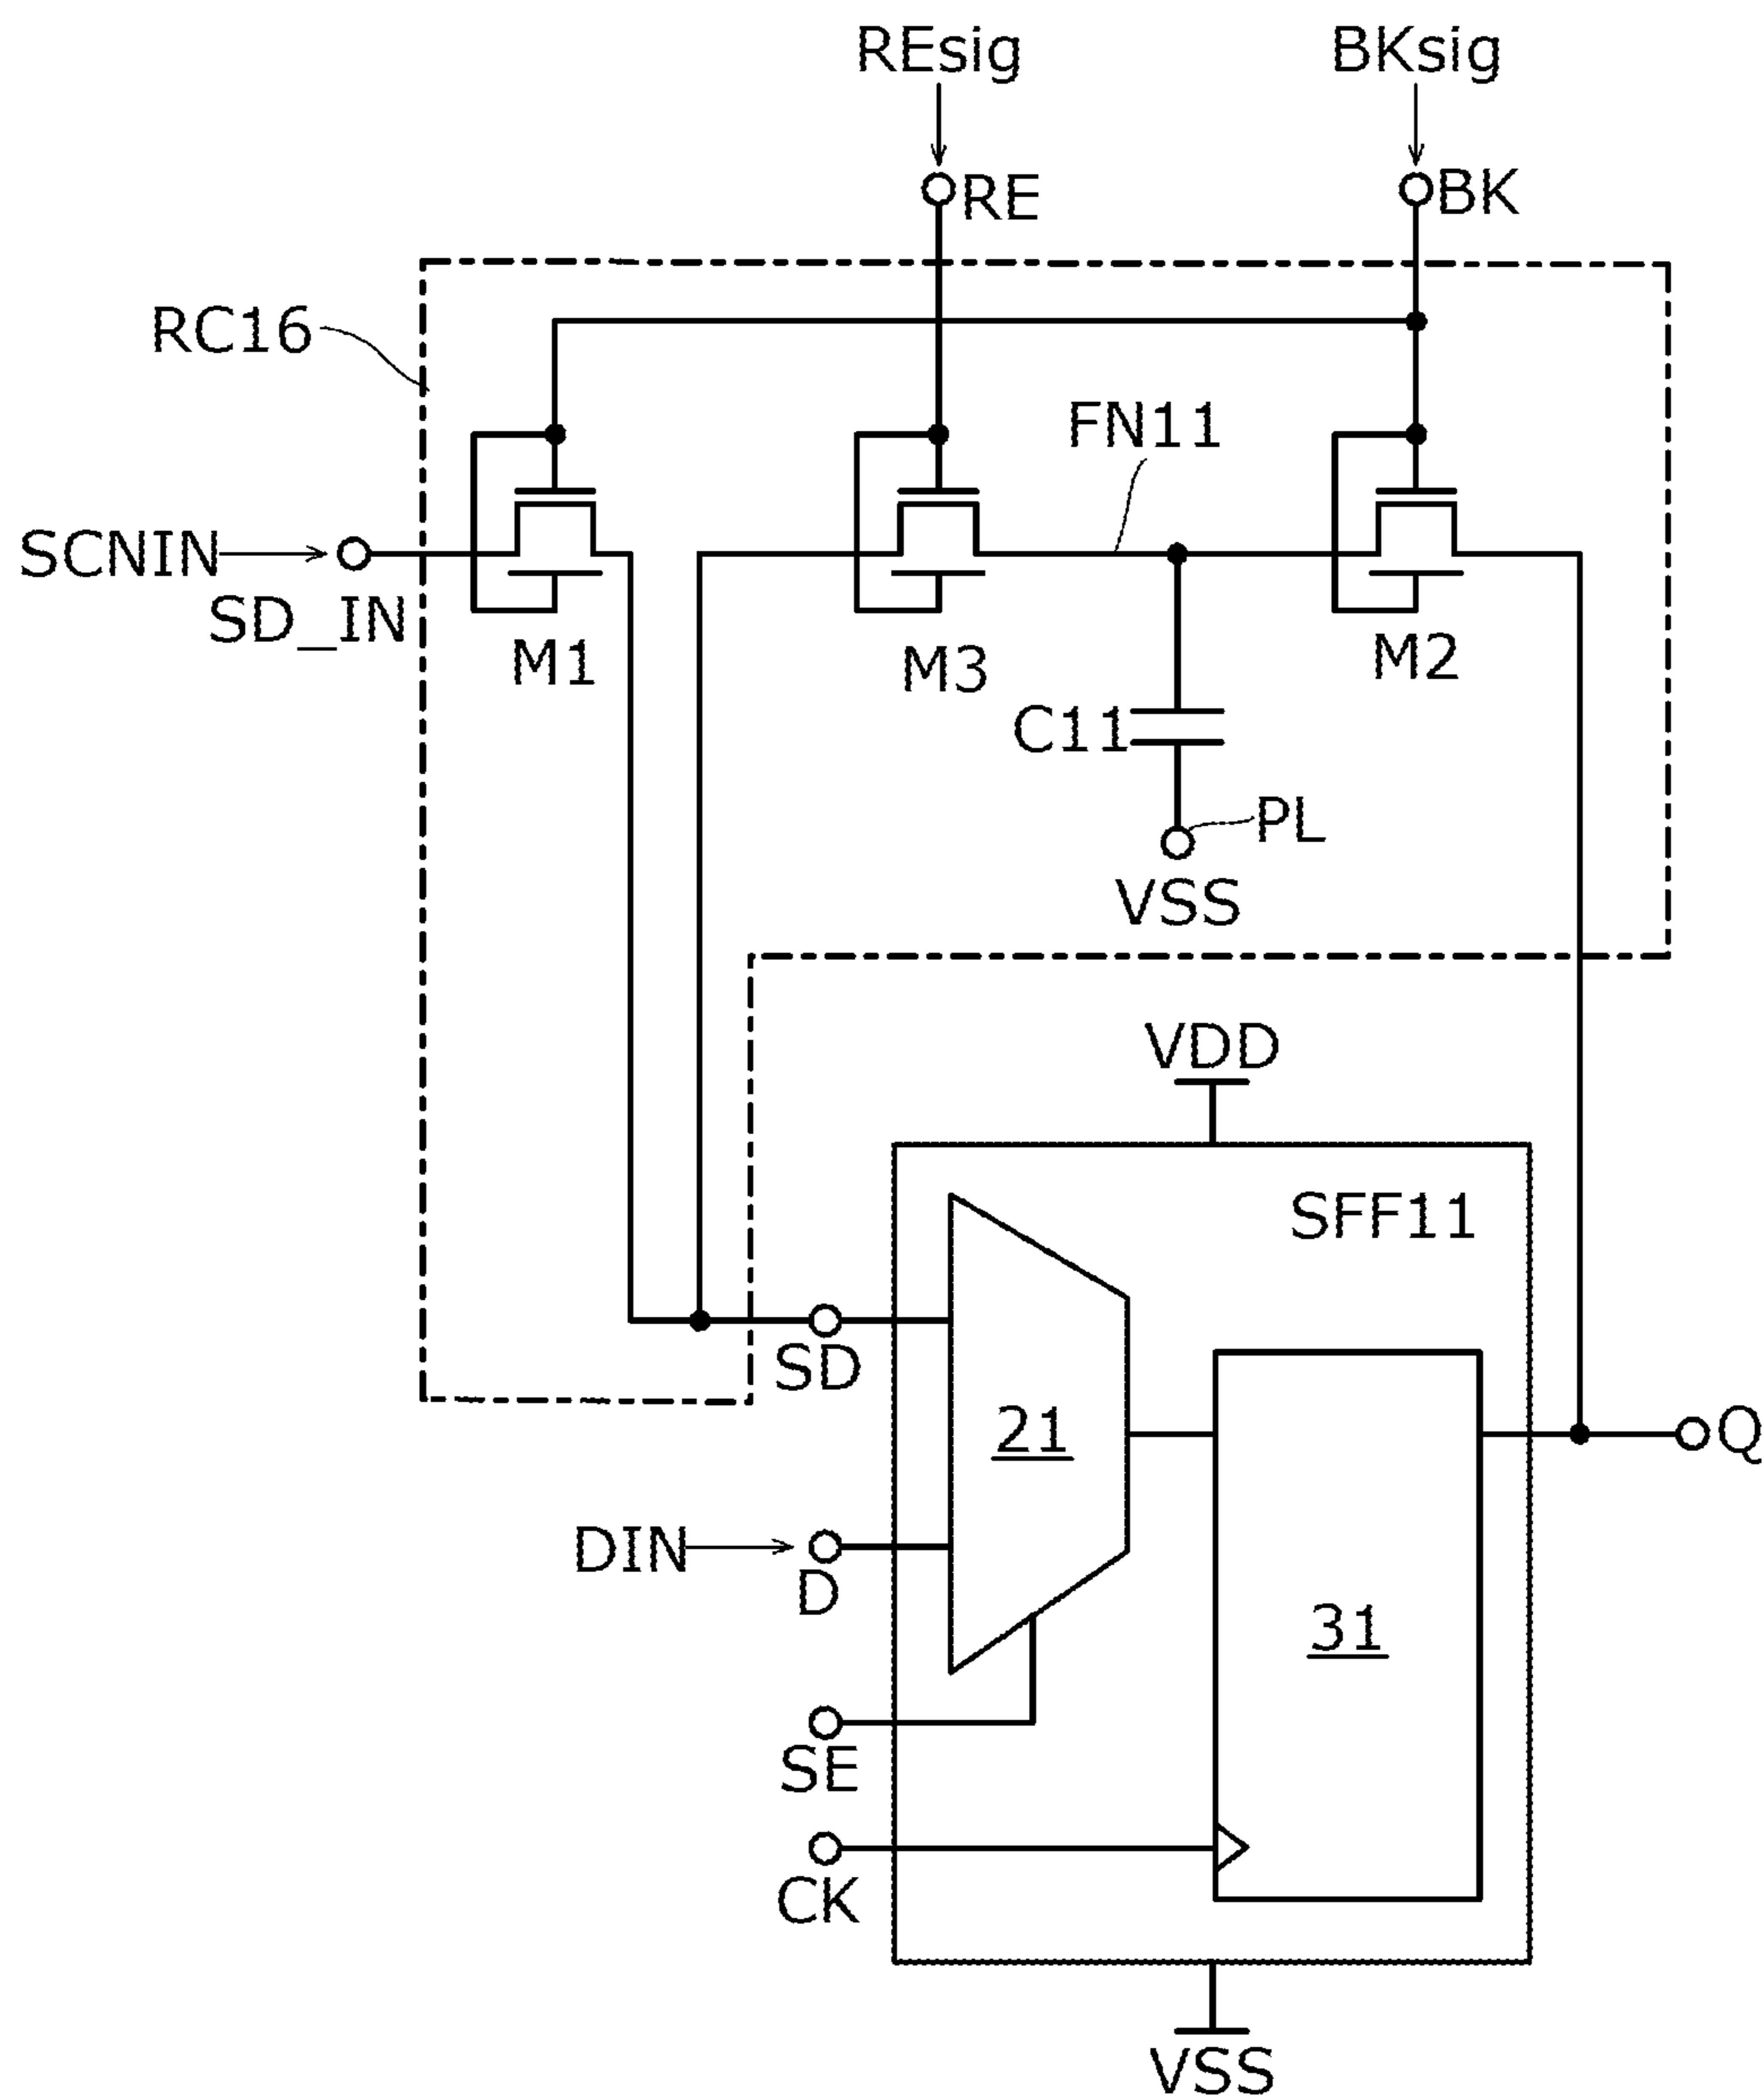 REsig
BKsig
RE
BK
RC16
FN11
SCNIN
SD_IN
M1
M3
M2
C11
PL
VSS
VDD
SFF11
SD
21
Q
DIN
D
31
SE
CK
VSS